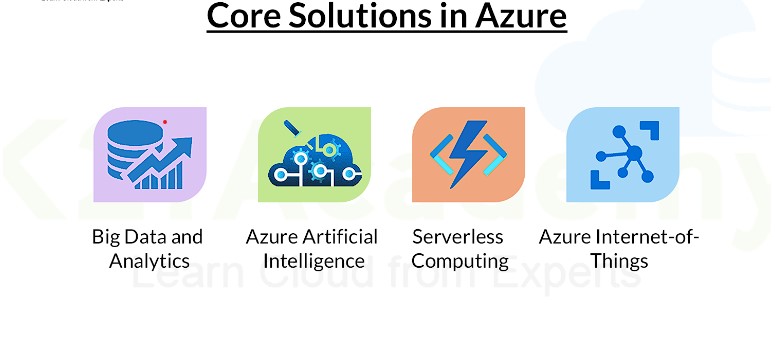 Core Solutions in Azure
Big Data and
Analytics
Azure Artificial
Intelligence
Serverless
Computing
Azure Internet-of-
Things
K21Academy
Learn Cloud from Experts